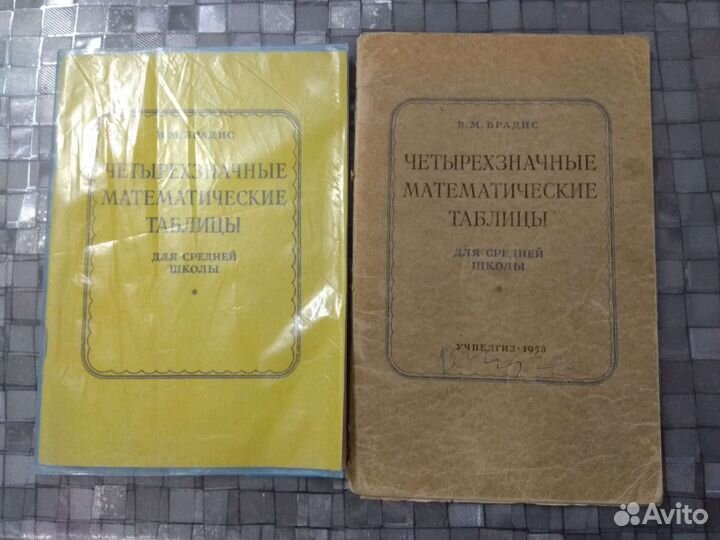 В. М. БРАДИС
ЧЕТЫРЕХЗНАЧНЫЕ
МАТЕМАТИЧЕСКИЕ
ТАБЛИЦЫ
ДЛЯ СРЕДНЕЙ
ШКОЛЫ
В. М. БРАДИС
ЧЕТЫРЕХЗНАЧНЫЕ
МАТЕМАТИЧЕСКИЕ
ТАБЛИЦЫ
ДЛЯ СРЕДНЕЙ
ШКОЛЫ
УЧПЕДГИЗ • 1953
Avito